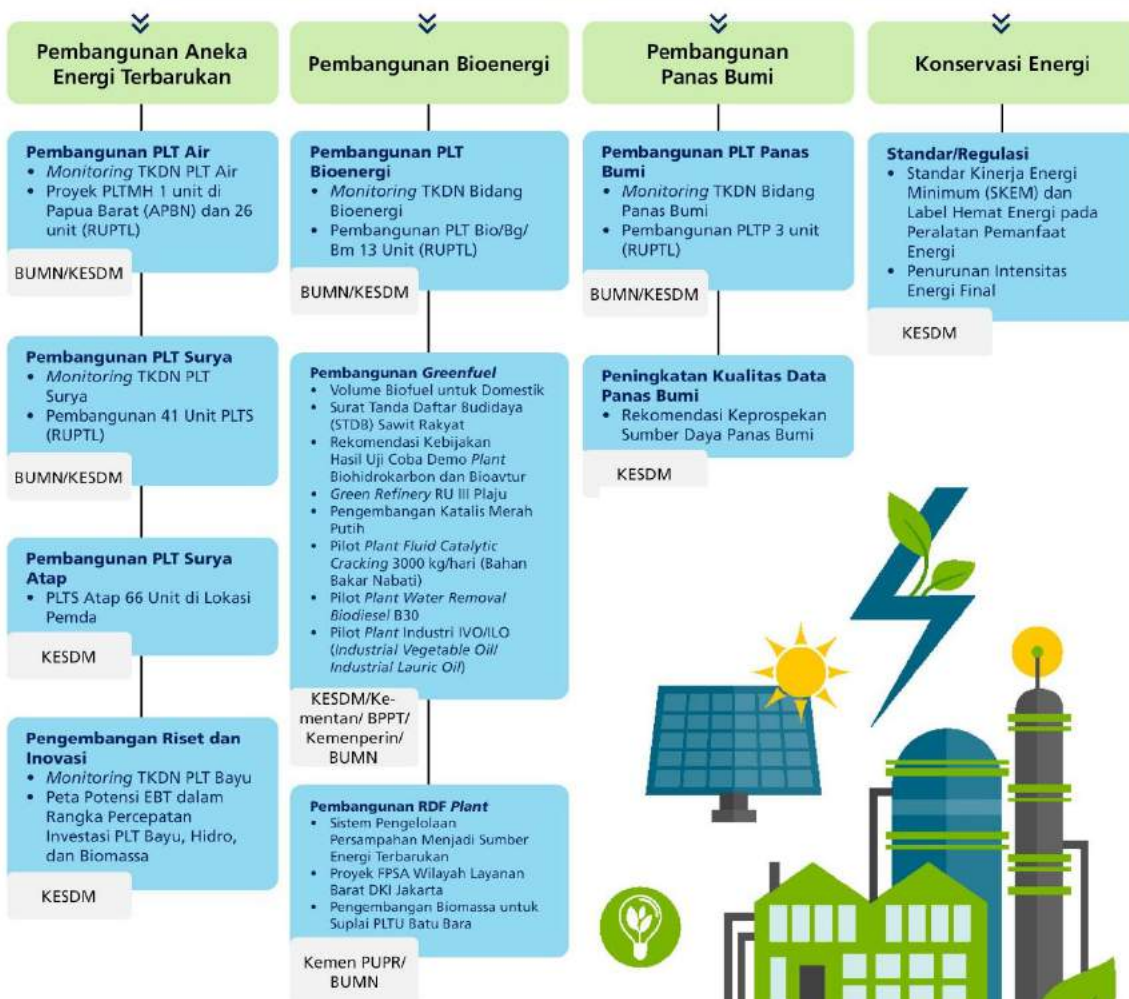 Pembangunan Aneka
Energi Terbarukan
Pembangunan PLT Air
• Monitoring TKDN PLT Air
• Proyek PLTMH 1 unit di
Papua Barat (APBN) dan 26
unit (RUPTL)
BUMN/KESDM
Pembangunan PLT Surya
• Monitoring TKDN PLT
Surya
• Pembangunan 41 Unit PLTS
(RUPTL)
BUMN/KESDM
Pembangunan PLT Surya
Atap
• PLTS Atap 66 Unit di Lokasi
Pemda
KESDM
Pengembangan Riset dan
Inovasi
• Monitoring TKDN PLT Bayu
• Peta Potensi EBT dalam
Rangka Percepatan
Investasi PLT Bayu, Hidro,
dan Biomassa
KESDM
Pembangunan Bioenergi
Pembangunan PLT
Bioenergi
• Monitoring TKDN Bidang
Bioenergi
• Pembangunan PLT Bio/Bg/
Bm 13 Unit (RUPTL)
BUMN/KESDM
Pembangunan Greenfuel
• Volume Biofuel untuk Domestik
• Surat Tanda Daftar Budidaya
(STDB) Sawit Rakyat
• Rekomendasi Kebijakan
Hasil Uji Coba Demo Plant
Biohidrokarbon dan Bioavtur
• Green Refinery RU III Plaju
• Pengembangan Katalis Merah
Putih
• Pilot Plant Fluid Catalytic
Cracking 3000 kg/hari (Bahan
Bakar Nabati)
• Pilot Plant Water Removal
Biodiesel B30
• Pilot Plant Industri IVO/ILO
(Industrial Vegetable Oil/
Industrial Lauric Oil)
KESDM/Ke-
mentan/ BPPT/
Kemenperin/
BUMN
Pembangunan RDF Plant
• Sistem Pengelolaan
Persampahan Menjadi Sumber
Energi Terbarukan
• Proyek FPSA Wilayah Layanan
Barat DKI Jakarta
• Pengembangan Biomassa untuk
Suplai PLTU Batu Bara
Kemen PUPR/
BUMN
Pembangunan
Panas Bumi
Pembangunan PLT Panas
Bumi
• Monitoring TKDN Bidang
Panas Bumi
• Pembangunan PLTP 3 unit
(RUPTL)
BUMN/KESDM
Peningkatan Kualitas Data
Panas Bumi
• Rekomendasi Keprospekan
Sumber Daya Panas Bumi
KESDM
Konservasi Energi
Standar/Regulasi
• Standar Kinerja Energi
Minimum (SKEM) dan
Label Hemat Energi pada
Peralatan Pemanfaat
Energi
• Penurunan Intensitas
Energi Final
KESDM